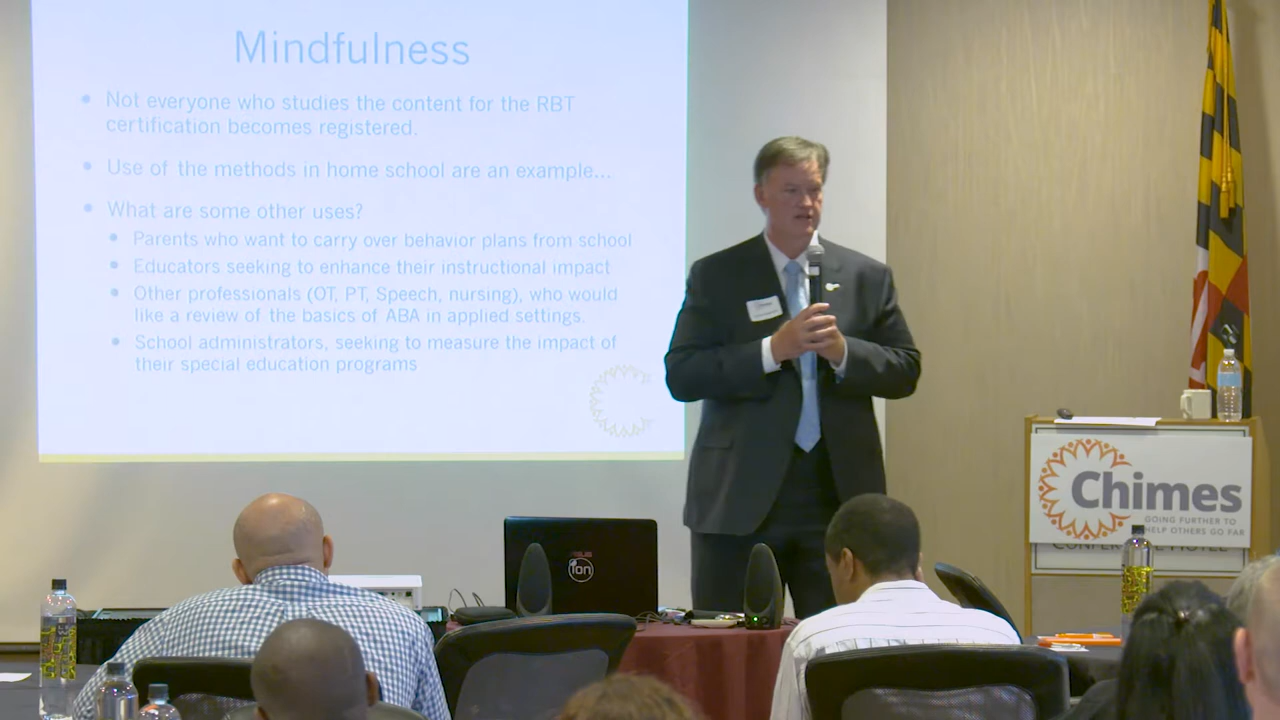 Mindfulness
Not everyone who studies the content for the RBT
certification becomes registered.
Use of the methods in home school are an example...
What are some other uses?
Parents who want to carry over behavior plans from school
Educators seeking to enhance their instructional impact
Other professionals (OT, PT, Speech, nursing), who would
like a review of the basics of ABA in applied settings.
School administrators, seeking to measure the impact of
their special education programs
Chimes
GOING FURTHER TO
HELP OTHERS GO FAR
CONFERENCE HOTEL
ASUS
ion